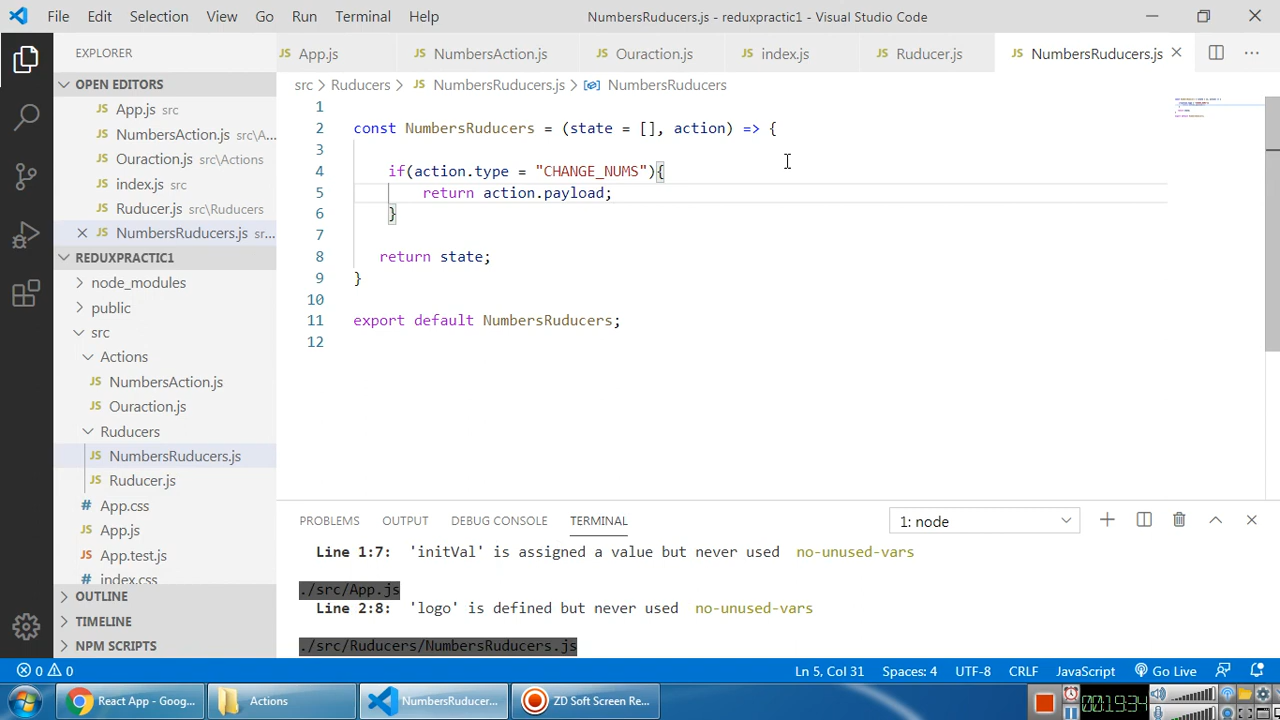 File Edit Selection View Go Run Terminal Help NumbersRuducers.js - reduxpractic1 - Visual Studio Code
EXPLORER
App.js NumbersAction.js Ouraction.js index.js Ruducer.js NumbersRuducers.js
OPEN EDITORS
App.js src
NumbersAction.js src\A...
Ouraction.js src\Actions
index.js src
Ruducer.js src\Ruducers
NumbersRuducers.js sr...
REDUXPRACTIC1
node_modules
public
src
Actions
NumbersAction.js
Ouraction.js
Ruducers
NumbersRuducers.js
Ruducer.js
App.css
App.js
App.test.js
index.css
OUTLINE
TIMELINE
NPM SCRIPTS
src > Ruducers > NumbersRuducers.js > NumbersRuducers
1
2 const NumbersRuducers = (state = [], action) => {
3
4 if(action.type = "CHANGE_NUMS"){
5 return action.payload;
6 }
7
8 return state;
9 }
10
11 export default NumbersRuducers;
12
PROBLEMS OUTPUT DEBUG CONSOLE TERMINAL 1: node
Line 1:7: 'initVal' is assigned a value but never used no-unused-vars
./src/App.js
Line 2:8: 'logo' is defined but never used no-unused-vars
./src/Ruducers/NumbersRuducers.js
0 0 Ln 5, Col 31 Spaces: 4 UTF-8 CRLF JavaScript Go Live
React App - Goog... Actions NumbersRuducer... ZD Soft Screen Re... 00:19:34